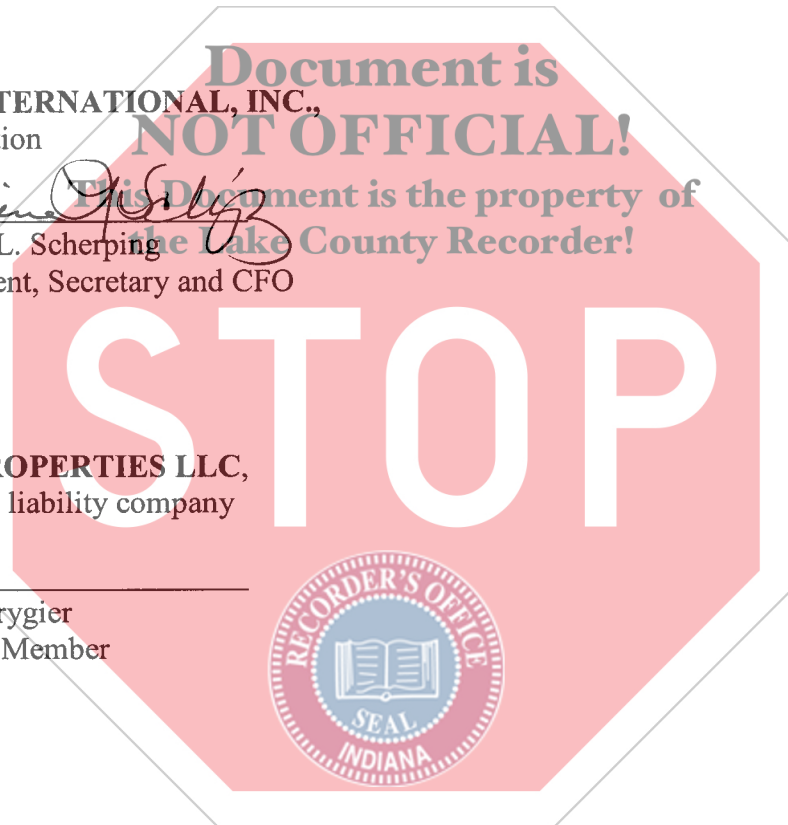 Document is
TERNATIONAL, INC.,
tion
NOT OFFICIAL!
This Document is the property of
L. Scherping
the Lake County Recorder!
ent, Secretary and CFO
STOP
ROPERTIES LLC,
liability company
rygier
Member
RECORDER'S OFFICE
SEAL
INDIANA